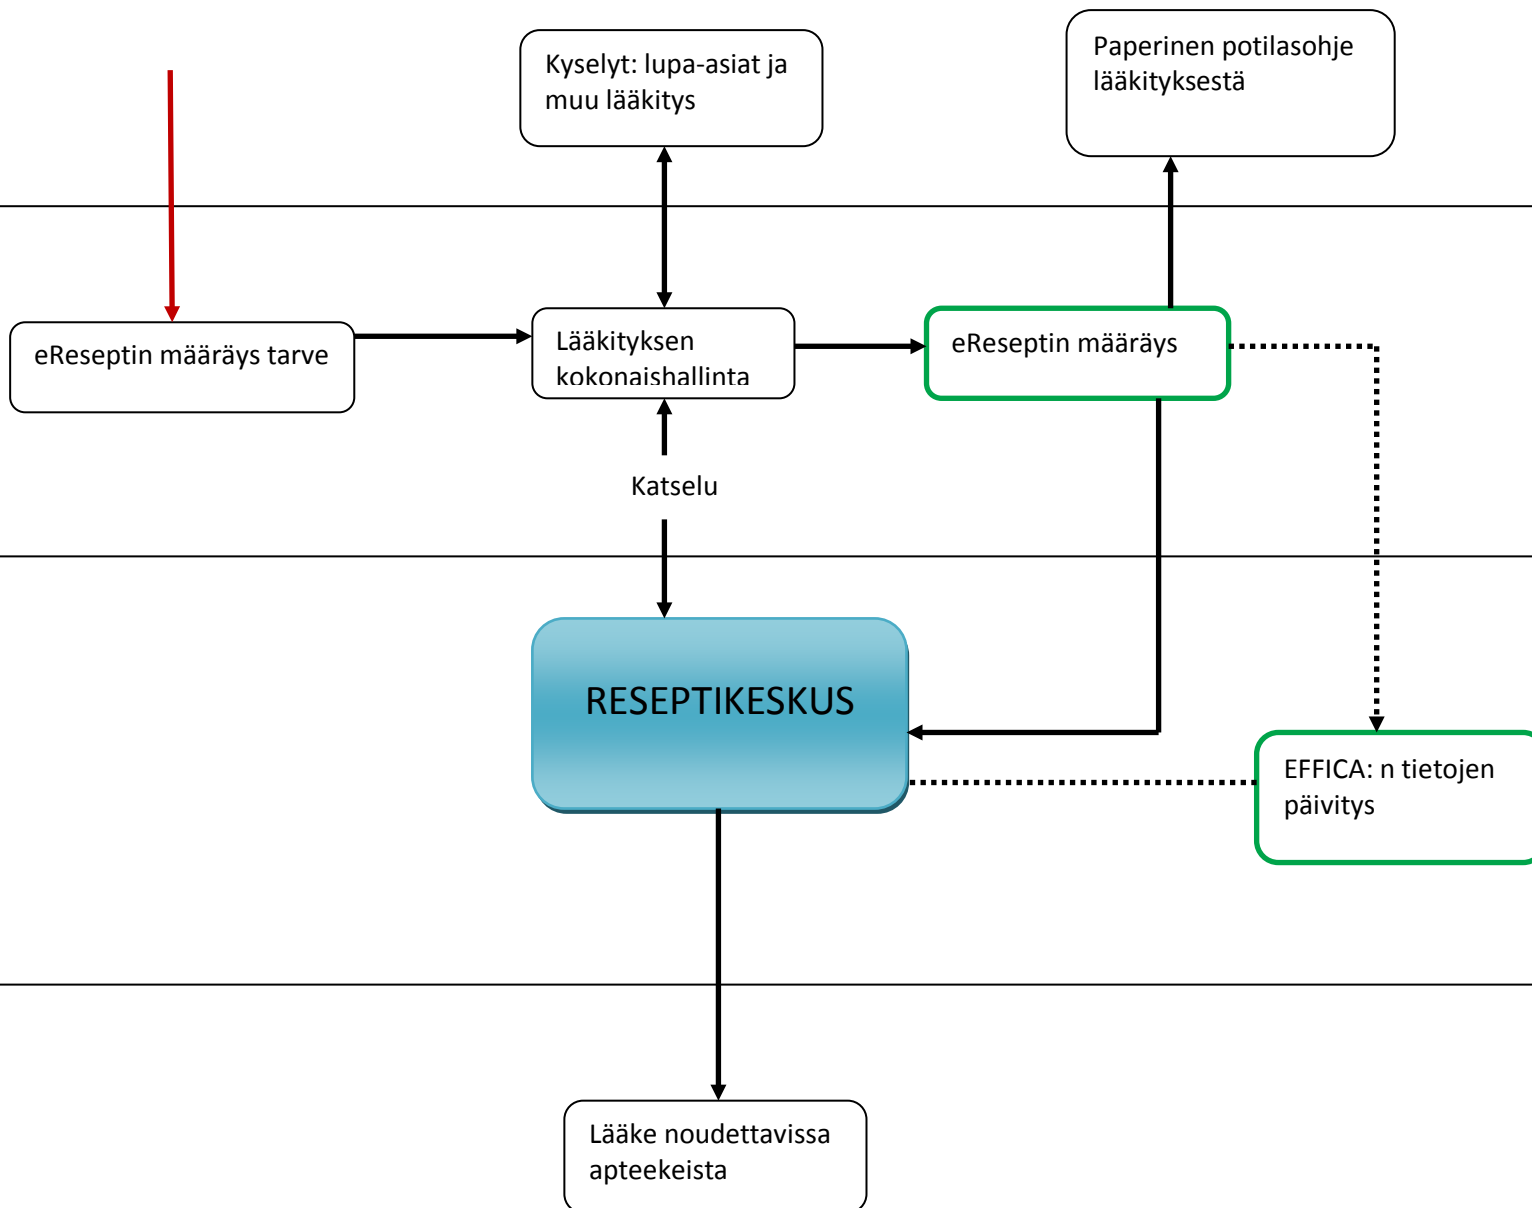 Kyselyt: lupa-asiat ja
muu lääkitys
Paperinen potilasohje
lääkityksestä
eReseptin määräys tarve
Lääkityksen
kokonaishallinta
eReseptin määräys
Katselu
RESEPTIKESKUS
EFFICA: n tietojen
päivitys
Lääke noudettavissa
apteekeista